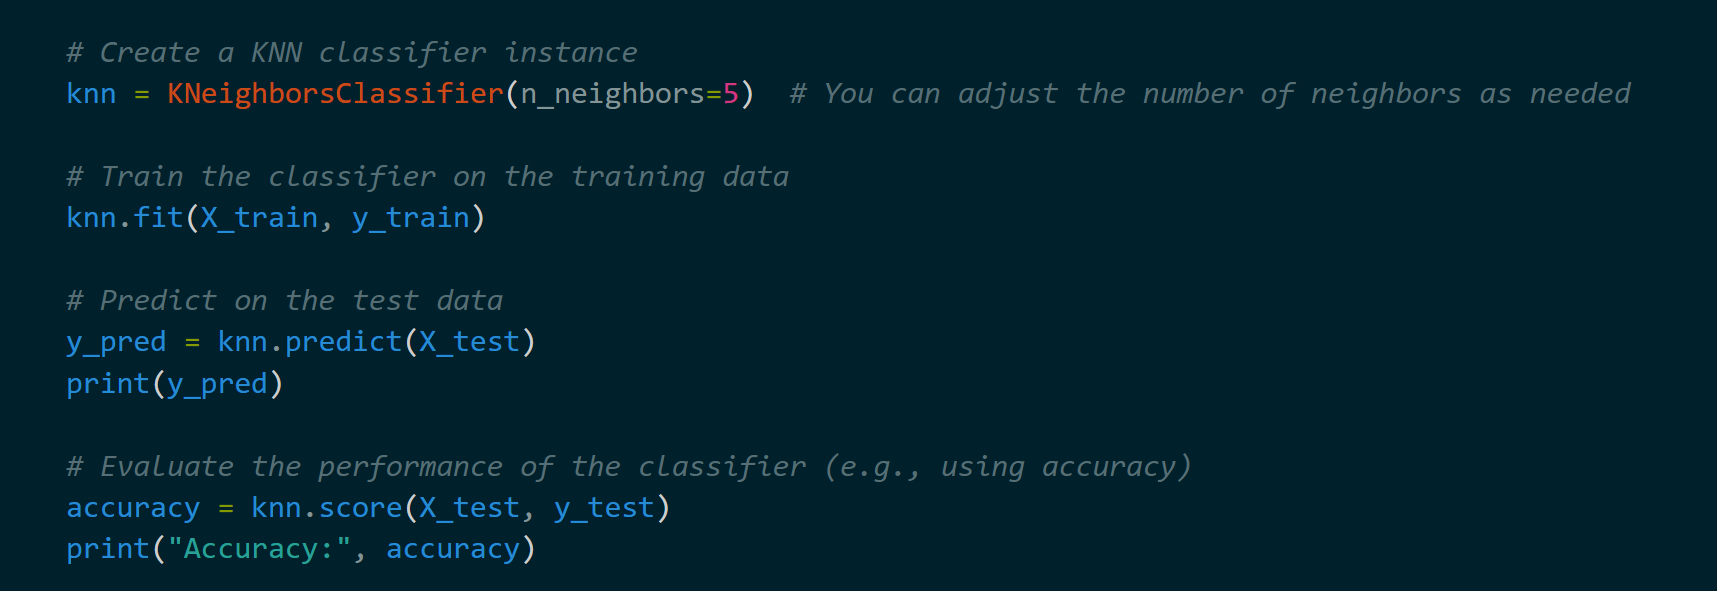 # Create a KNN classifier instance
knn = KNeighborsClassifier(n_neighbors=5)  # You can adjust the number of neighbors as needed
# Train the classifier on the training data
knn.fit(X_train, y_train)
# Predict on the test data
y_pred = knn.predict(X_test)
print(y_pred)
# Evaluate the performance of the classifier (e.g., using accuracy)
accuracy = knn.score(X_test, y_test)
print("Accuracy:", accuracy)